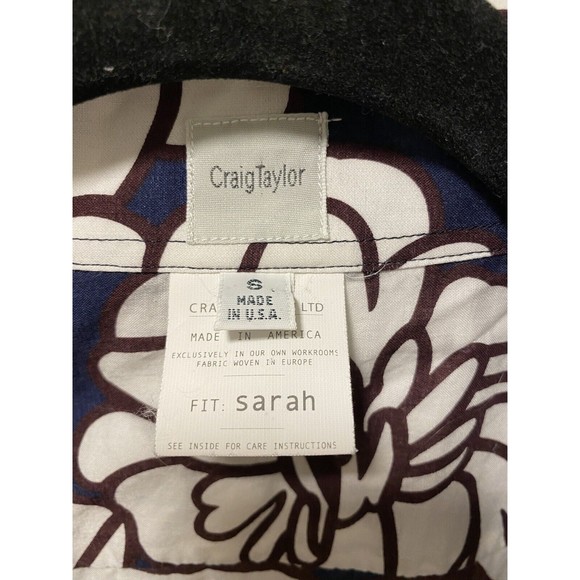 CraigTaylor
S
MADE
IN U.S.A.
CRA LTD
MADE IN AMERICA
EXCLUSIVELY IN OUR OWN WORKROOMS
FABRIC WOVEN IN EUROPE
FIT: sarah
SEE INSIDE FOR CARE INSTRUCTIONS